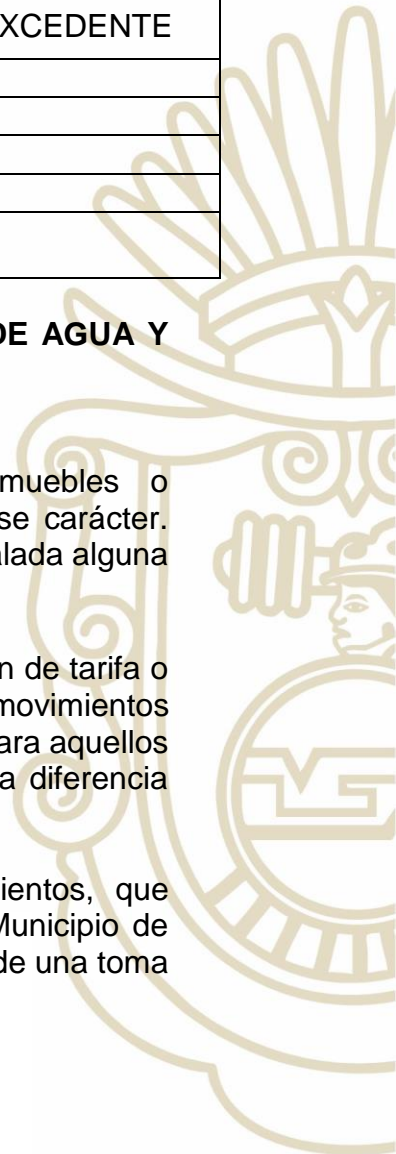 XCEDENTE
DE AGUA Y
muebles o
se carácter.
alada alguna
n de tarifa o
movimientos
ara aquellos
a diferencia
ientos, que
Municipio de
de una toma